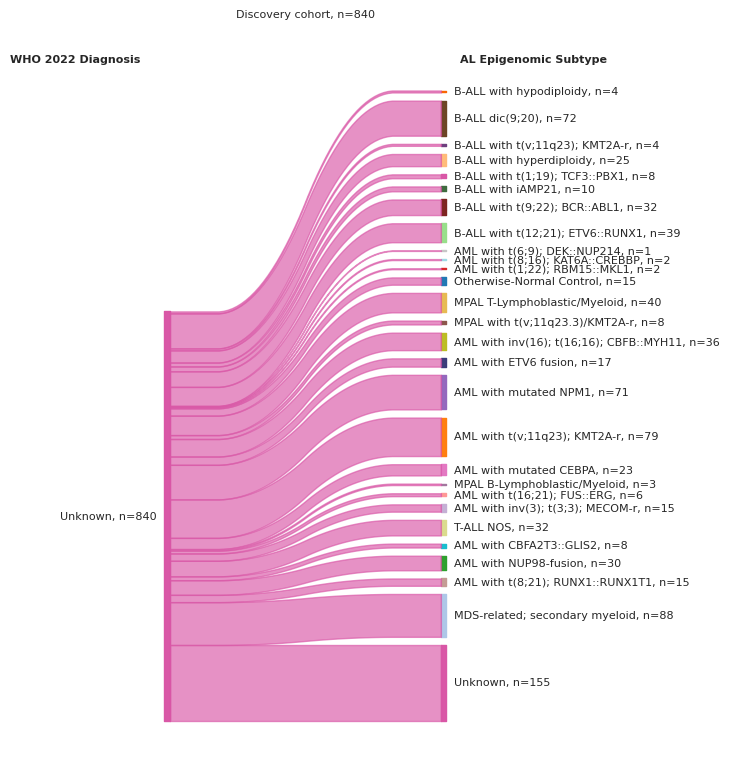 Discovery cohort, n=840
WHO 2022 Diagnosis
AL Epigenomic Subtype
B-ALL with hypodiploidy, n=4
B-ALL dic(9;20), n=72
B-ALL with t(v;11q23); KMT2A-r, n=4
B-ALL with hyperdiploidy, n=25
B-ALL with t(1;19); TCF3::PBX1, n=8
B-ALL with iAMP21, n=10
B-ALL with t(9;22); BCR::ABL1, n=32
B-ALL with t(12;21); ETV6::RUNX1, n=39
AML with t(6;9); DEK::NUP214, n=1
AML with t(8;16); KAT6A::CREBBP, n=2
AML with t(1;22); RBM15::MKL1, n=2
Otherwise-Normal Control, n=15
MPAL T-Lymphoblastic/Myeloid, n=40
MPAL with t(v;11q23.3)/KMT2A-r, n=8
AML with inv(16); t(16;16); CBFB::MYH11, n=36
AML with ETV6 fusion, n=17
AML with mutated NPM1, n=71
AML with t(v;11q23); KMT2A-r, n=79
AML with mutated CEBPA, n=23
MPAL B-Lymphoblastic/Myeloid, n=3
AML with t(16;21); FUS::ERG, n=6
AML with inv(3); t(3;3); MECOM-r, n=15
Unknown, n=840
T-ALL NOS, n=32
AML with CBFA2T3::GLIS2, n=8
AML with NUP98-fusion, n=30
AML with t(8;21); RUNX1::RUNX1T1, n=15
MDS-related; secondary myeloid, n=88
Unknown, n=155